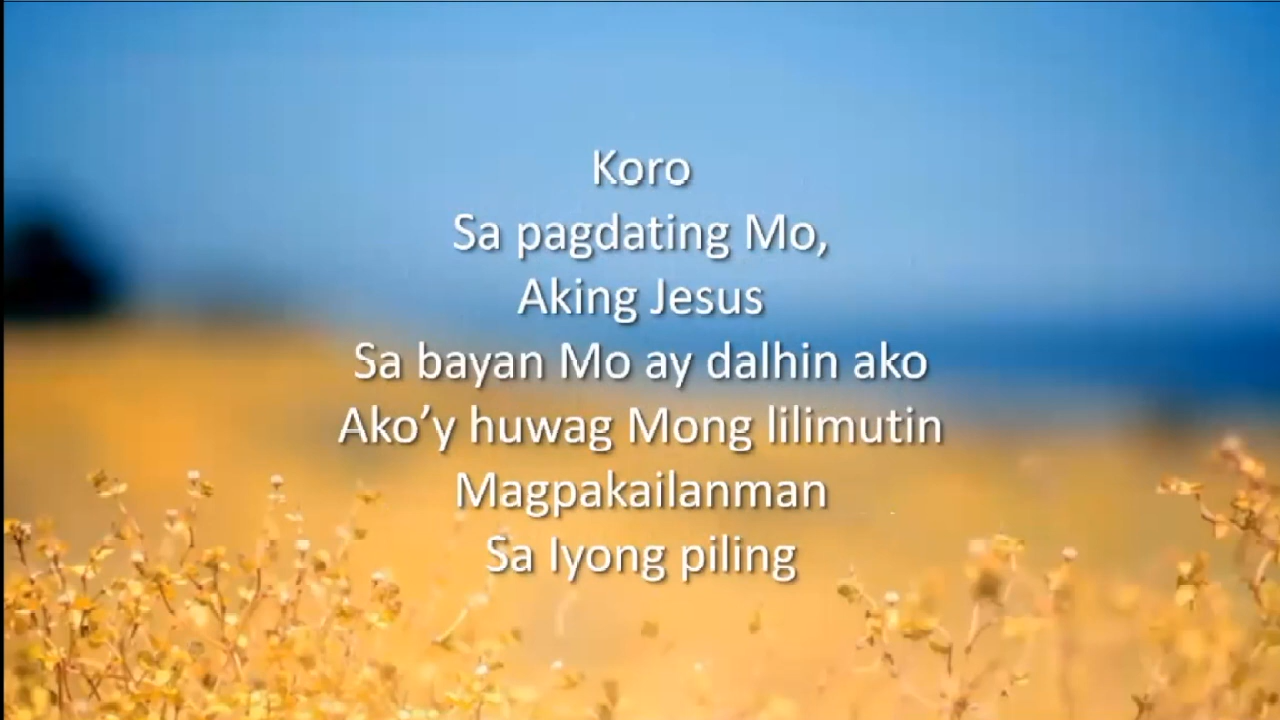 Koro
Sa pagdating Mo,
Aking Jesus
Sa bayan Mo ay dalhin ako
Ako’y huwag Mong lilimutin
Magpakailanman
Sa Iyong piling